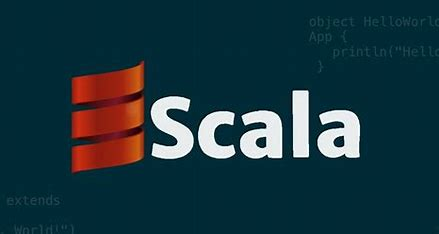 object HelloWorld
App {
println("Hello
}
Scala
extends
World!")